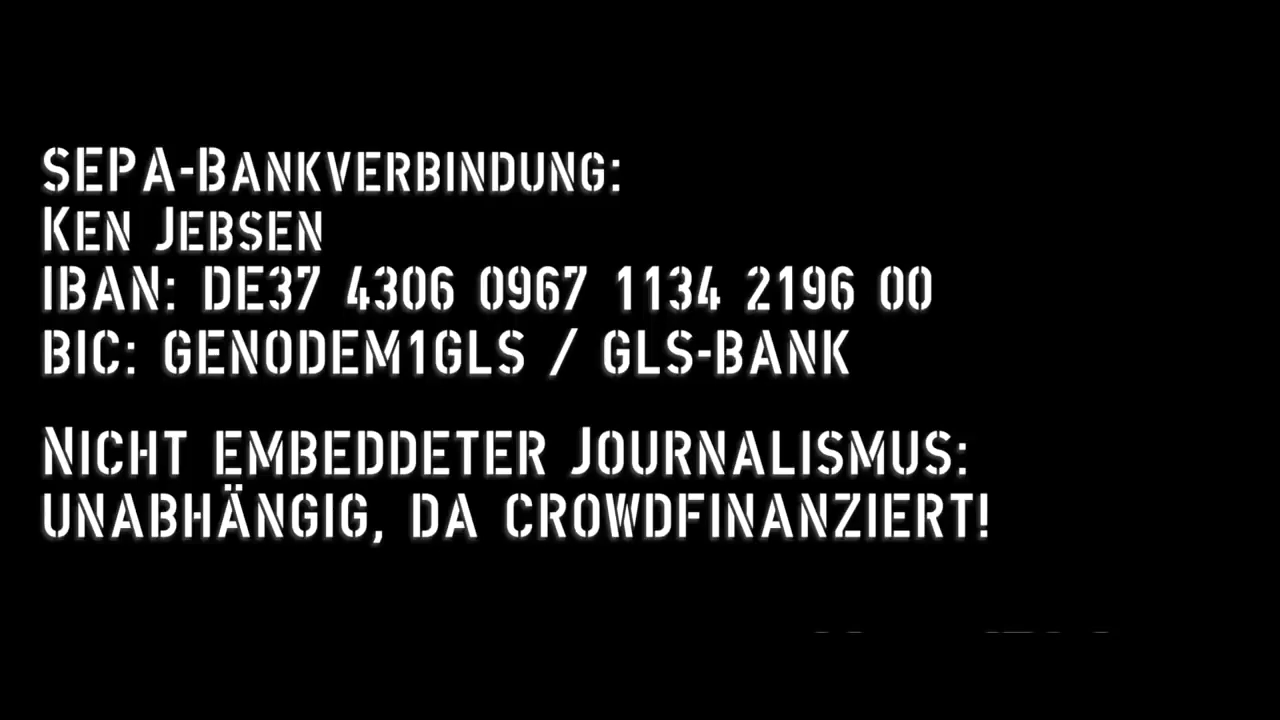 SEPA-Bankverbindung:
Ken Jebsen
IBAN: DE37 4306 0967 1134 2196 00
BIC: GENODEM1GLS / GLS-BANK
Nicht embeddeter Journalismus:
unabhängig, da crowdfinanziert!